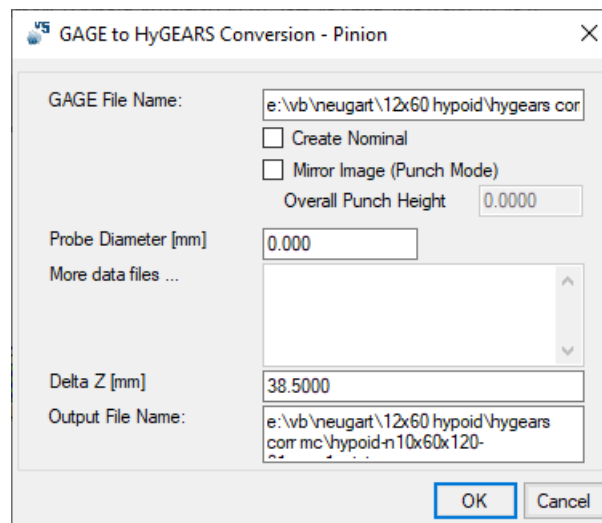 GAGE to HyGEARS Conversion - Pinion
GAGE File Name:
e:\vb\neugart\12x60 hypoid\hygears cor
Create Nominal
Mirror Image (Punch Mode)
Overall Punch Height 0.0000
Probe Diameter [mm] 0.000
More data files ...
Delta Z [mm] 38.5000
Output File Name:
e:\vb\neugart\12x60 hypoid\hygears
corr mc\hypoid-n10x60x120-
OK Cancel